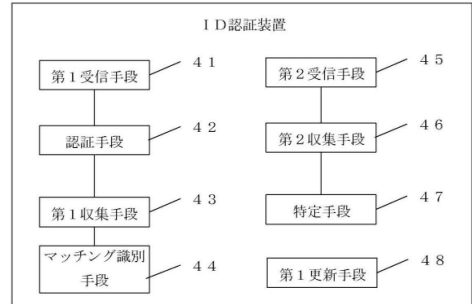 ID認証装置
第1受信手段
41
認証手段
42
第1収集手段
43
マッチング識別
手段
44
第2受信手段
45
第2収集手段
46
特定手段
47
第1更新手段
48